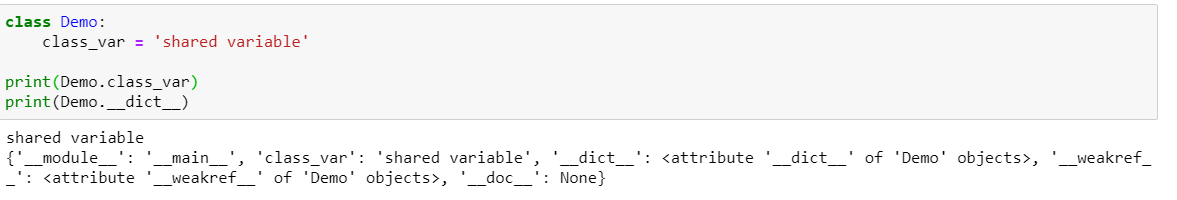 class Demo:
    class_var = 'shared variable'
print(Demo.class_var)
print(Demo.__dict__)
shared variable
{'__module__': '__main__', 'class_var': 'shared variable', '__dict__': <attribute '__dict__' of 'Demo' objects>, '__weakref_
_': <attribute '__weakref__' of 'Demo' objects>, '__doc__': None}